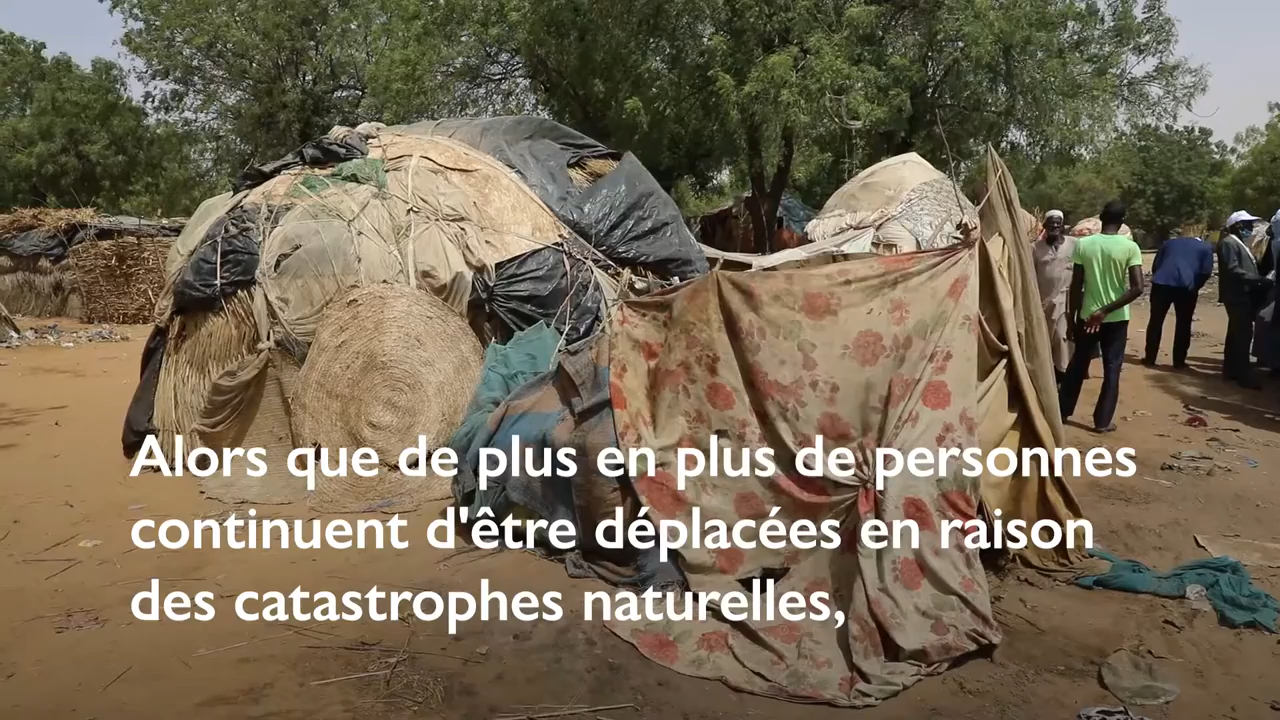 Alors que de plus en plus de personnes
continuent d'être déplacées en raison
des catastrophes naturelles,